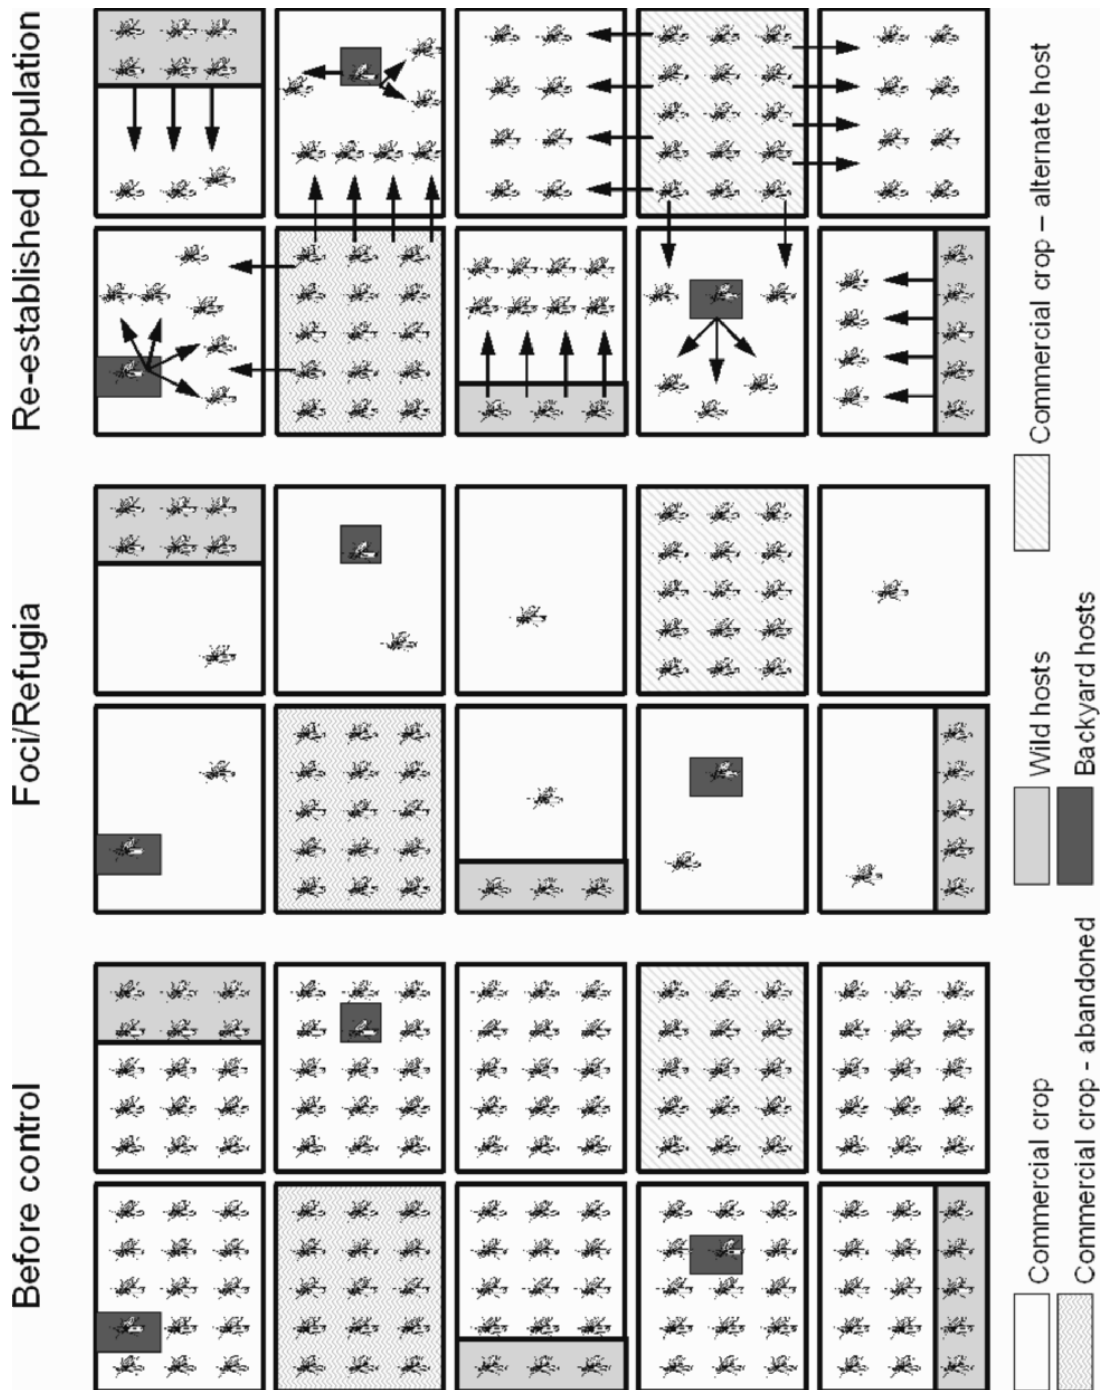 Before control
Foci/Refugia
Re-established population
Commercial crop
Wild hosts
Commercial crop – alternate host
Commercial crop - abandoned
Backyard hosts